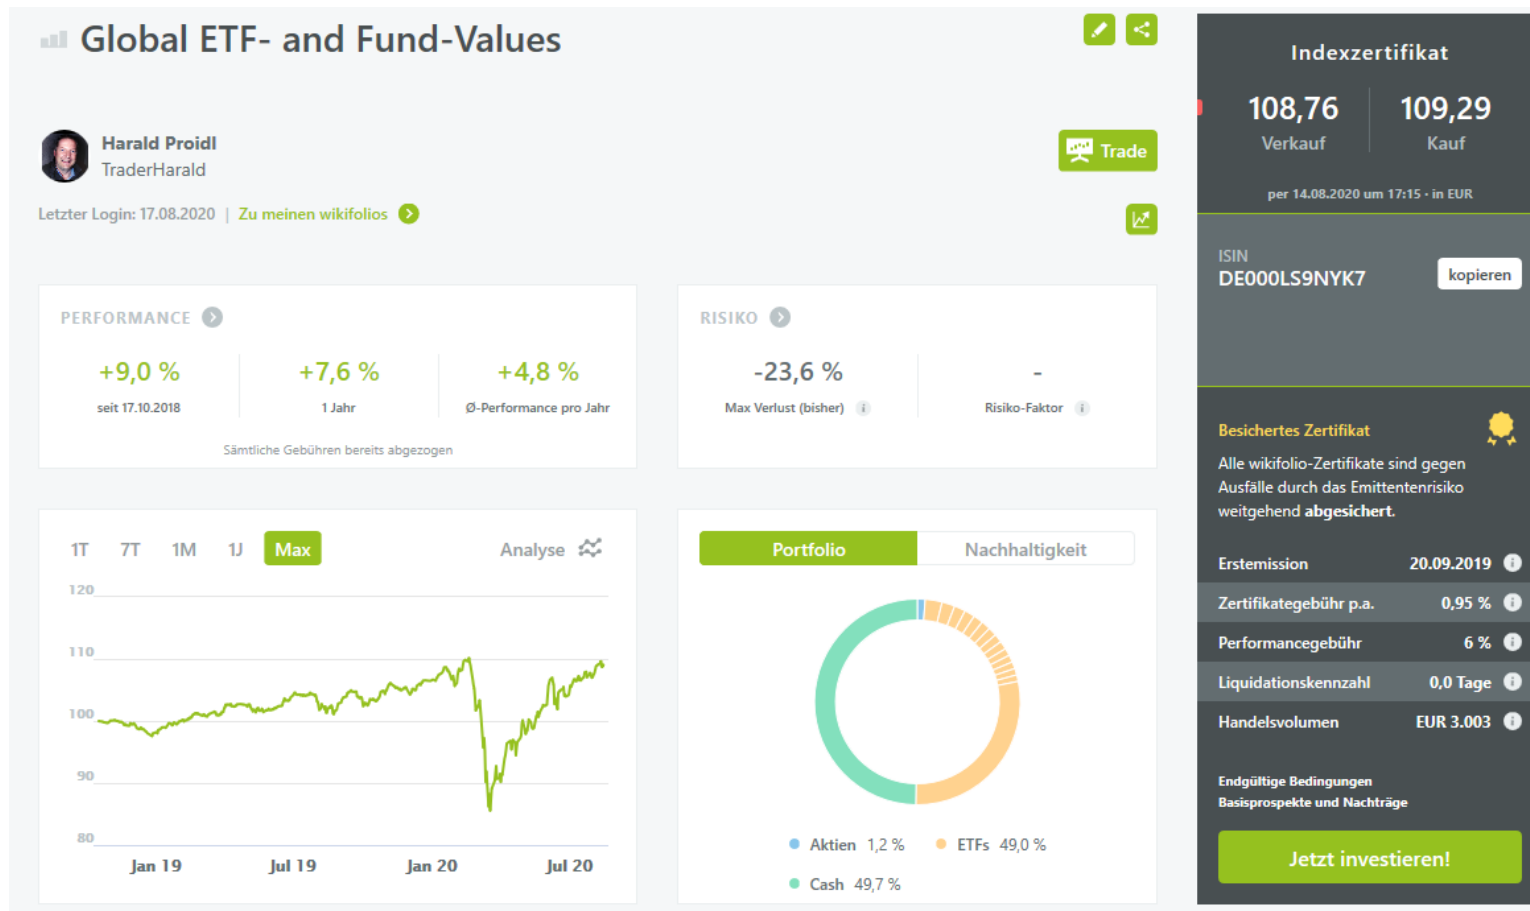 Global ETF- and Fund-Values
Harald Proidl
TraderHarald
Trade
Letzter Login: 17.08.2020 | Zu meinen wikifolios
PERFORMANCE
+9,0 % +7,6 % +4,8 %
seit 17.10.2018 1 Jahr Ø-Performance pro Jahr
Sämtliche Gebühren bereits abgezogen
RISIKO
-23,6 % -
Max Verlust (bisher) i Risiko-Faktor i
1T 7T 1M 1J Max Analyse
120
110
100
90
80
Jan 19 Jul 19 Jan 20 Jul 20
Portfolio Nachhaltigkeit
Aktien 1,2 % ETFs 49,0 %
Cash 49,7 %
Indexzertifikat
108,76 109,29
Verkauf Kauf
per 14.08.2020 um 17:15 · in EUR
ISIN
DE000LS9NYK7 kopieren
Besichertes Zertifikat
Alle wikifolio-Zertifikate sind gegen
Ausfälle durch das Emittentenrisiko
weitgehend abgesichert.
Erstemission 20.09.2019 i
Zertifikategebühr p.a. 0,95 % i
Performancegebühr 6 % i
Liquidationskennzahl 0,0 Tage i
Handelsvolumen EUR 3.003 i
Endgültige Bedingungen
Basisprospekte und Nachträge
Jetzt investieren!